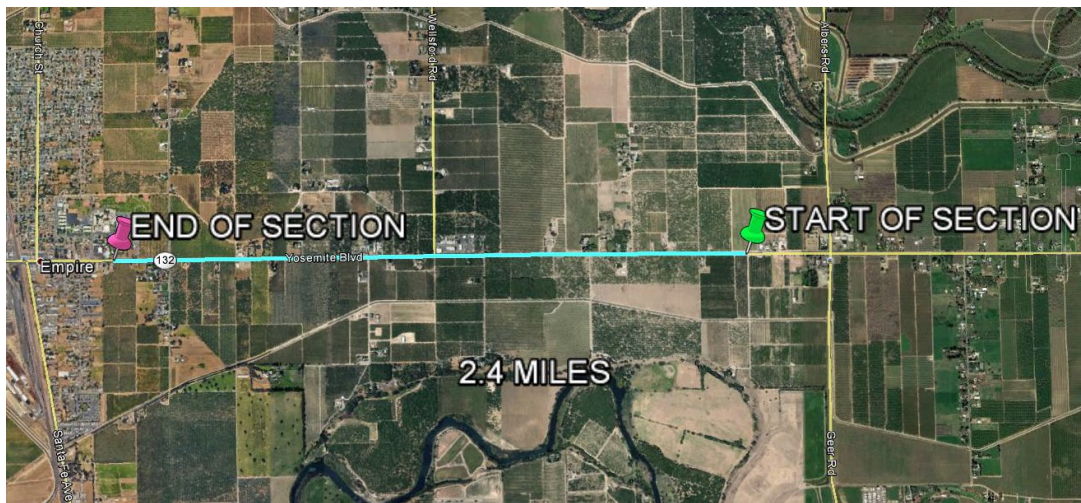 Church St
Wellsford Rd
Albers Rd
END OF SECTION
START OF SECTION
Empire
132
Yosemite Blvd
2.4 MILES
Santa Fe Ave
Geer Rd